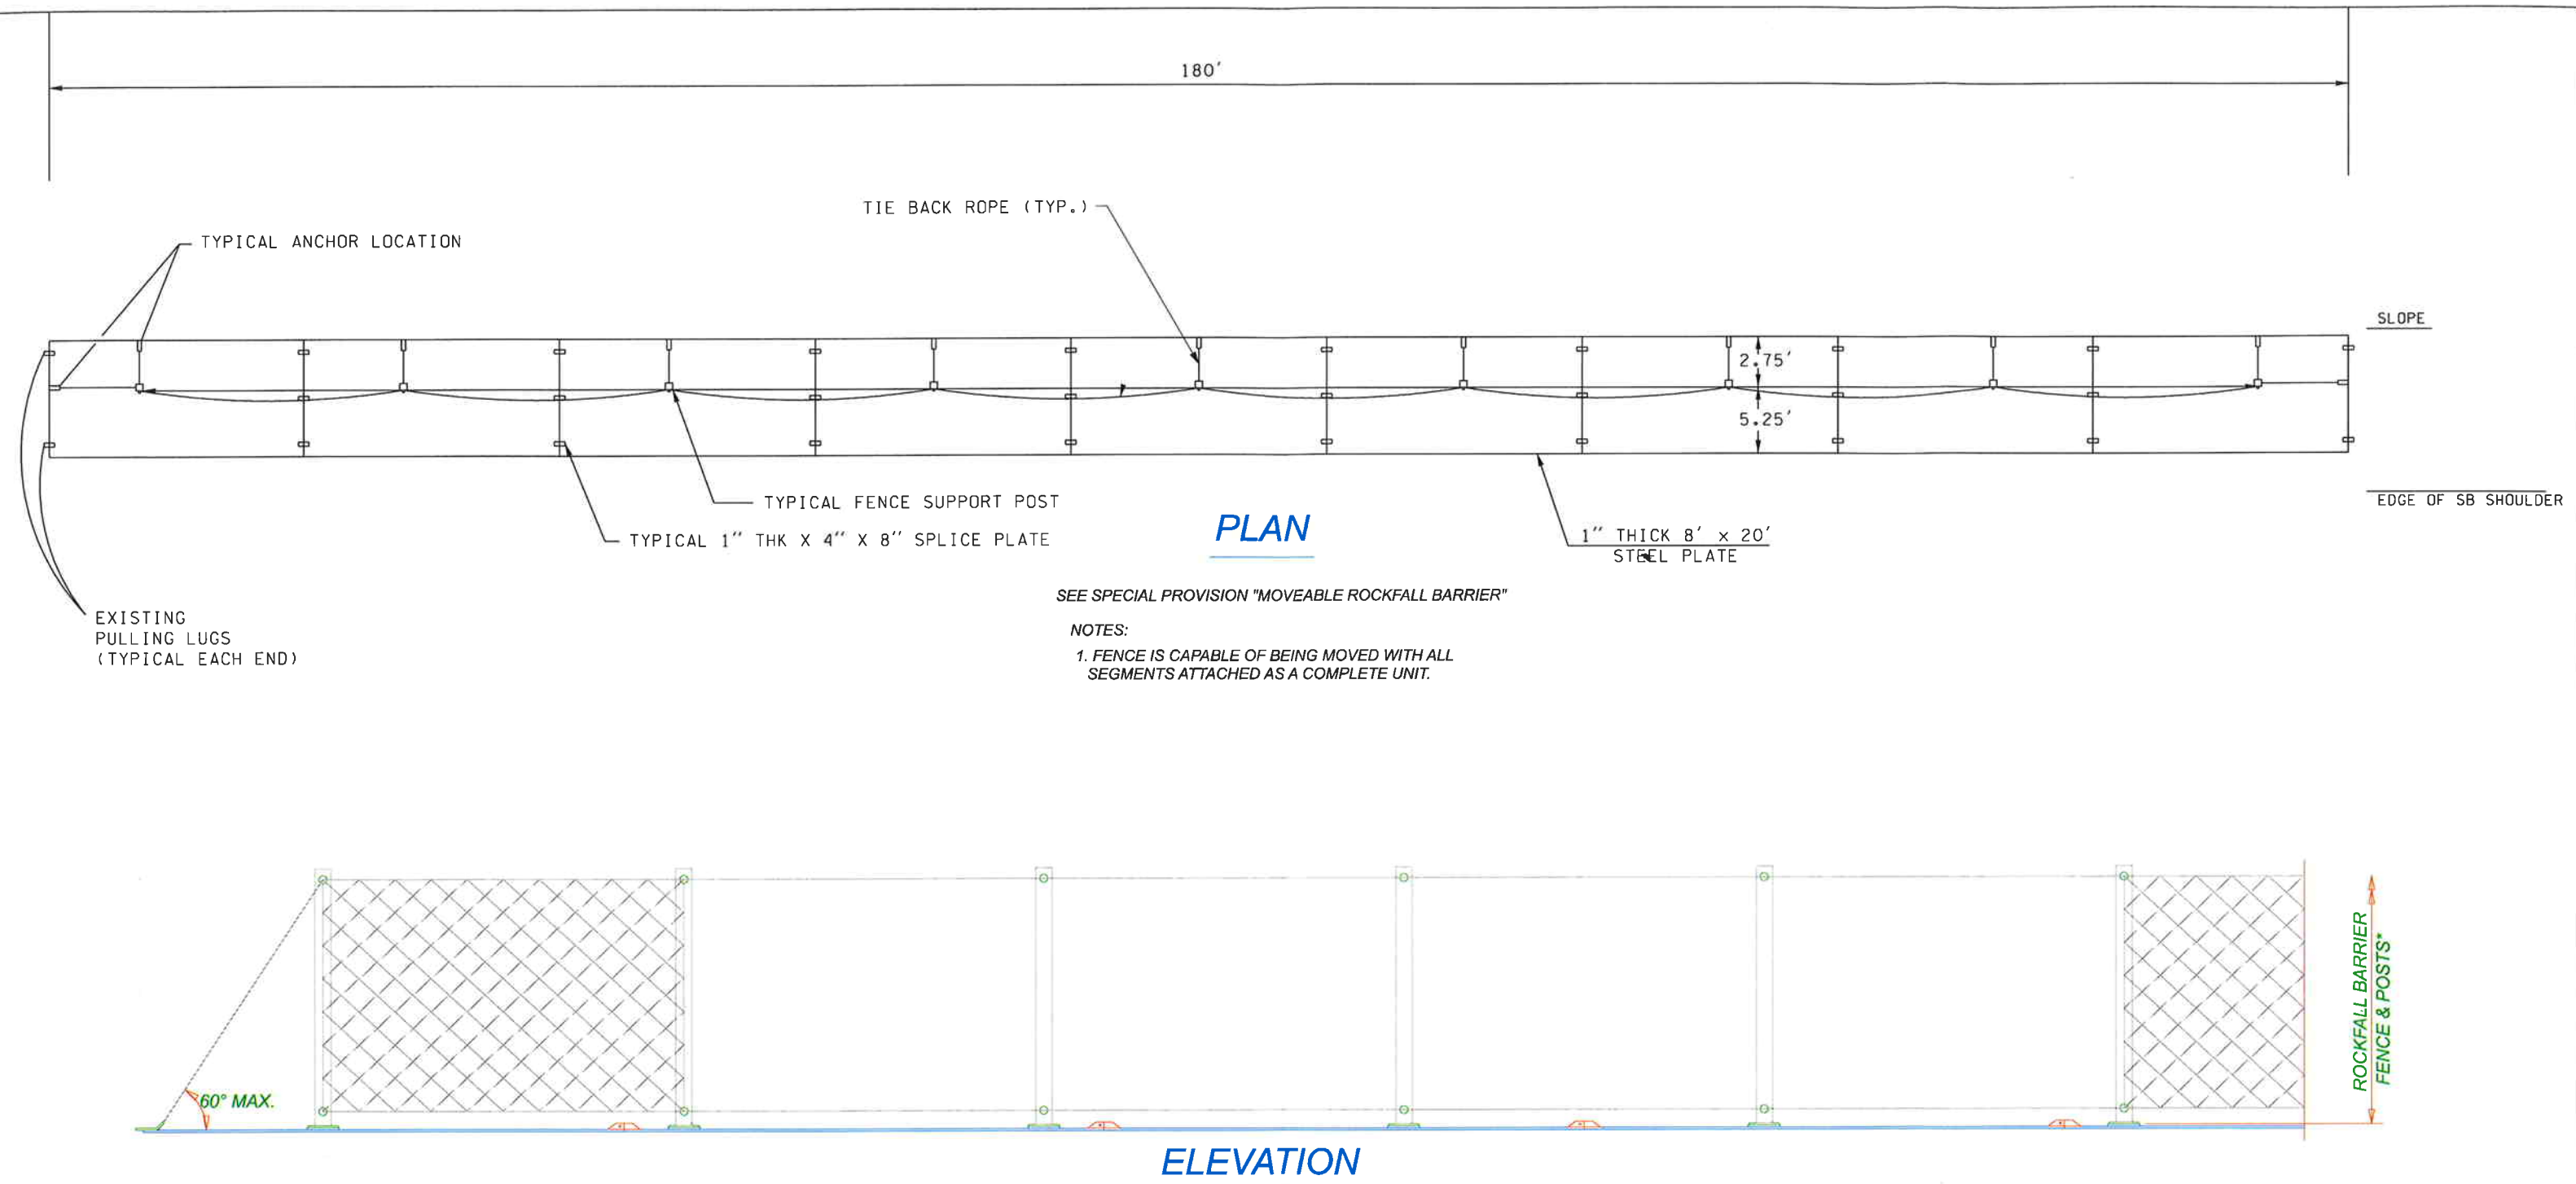 180'
TIE BACK ROPE (TYP.)
TYPICAL ANCHOR LOCATION
SLOPE
2.75'
5.25'
EDGE OF SB SHOULDER
TYPICAL FENCE SUPPORT POST
TYPICAL 1" THK X 4" X 8" SPLICE PLATE
PLAN
1" THICK 8' x 20'
STEEL PLATE
SEE SPECIAL PROVISION "MOVEABLE ROCKFALL BARRIER"
EXISTING
PULLING LUGS
(TYPICAL EACH END)
NOTES:
1. FENCE IS CAPABLE OF BEING MOVED WITH ALL
SEGMENTS ATTACHED AS A COMPLETE UNIT.
60° MAX.
ROCKFALL BARRIER
FENCE & POSTS*
ELEVATION